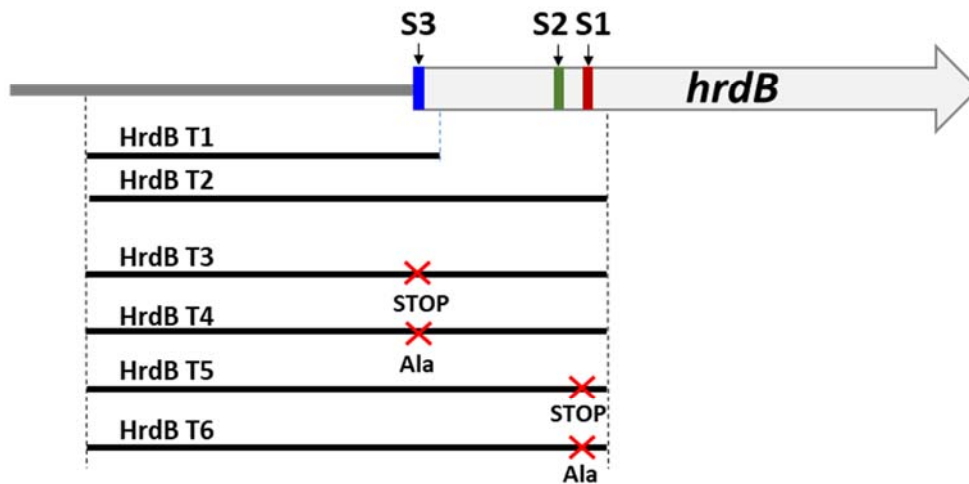 S3 S2 S1
hrdB
HrdB T1
HrdB T2
HrdB T3
STOP
HrdB T4
Ala
HrdB T5
STOP
HrdB T6
Ala